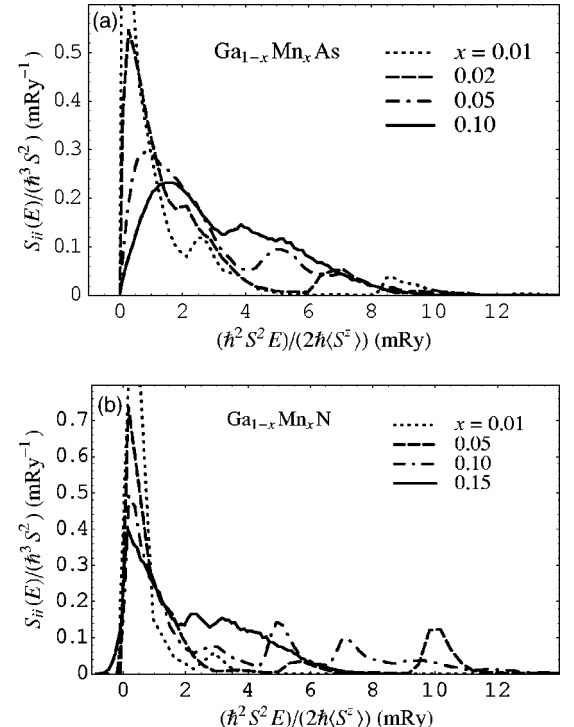 (a)
Ga₁₋ₓMnₓAs
x = 0.01
0.02
0.05
0.10
S_ii(E)/(ħ³S²) (mRy⁻¹)
0.5
0.4
0.3
0.2
0.1
0
0 2 4 6 8 10 12
(ħ²S²E)/(2ħ⟨Sᶻ⟩) (mRy)
(b)
Ga₁₋ₓMnₓN
x = 0.01
0.05
0.10
0.15
S_ii(E)/(ħ³S²) (mRy⁻¹)
0.7
0.6
0.5
0.4
0.3
0.2
0.1
0
0 2 4 6 8 10 12
(ħ²S²E)/(2ħ⟨Sᶻ⟩) (mRy)